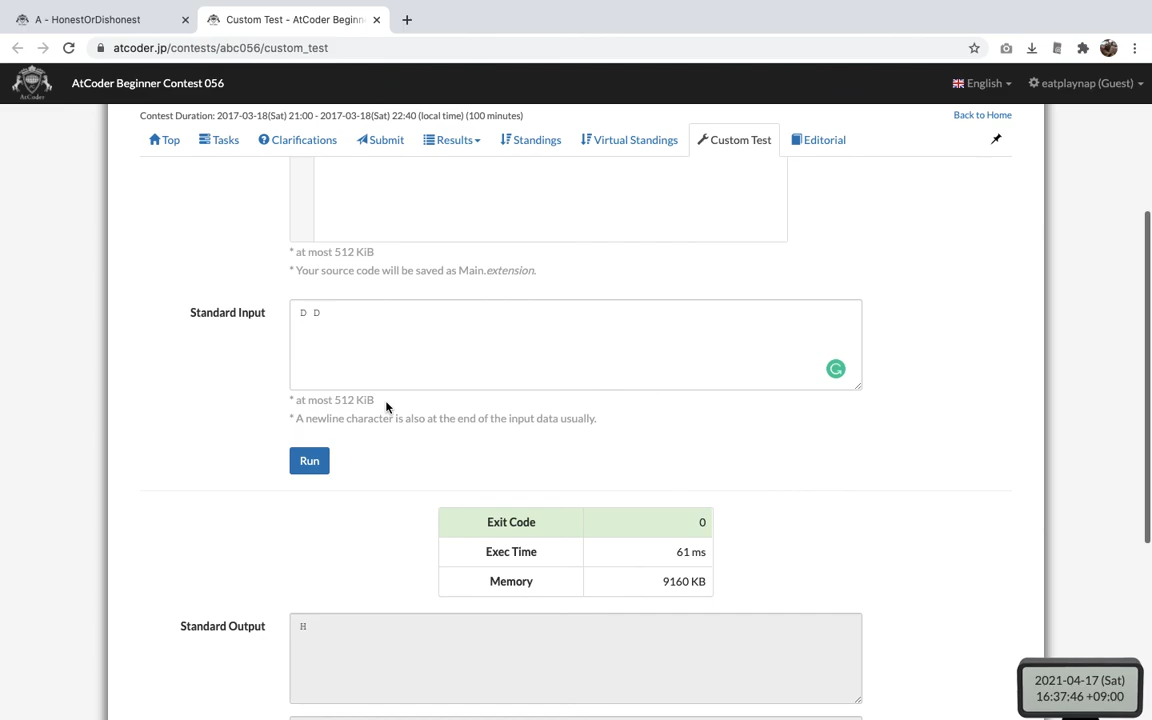 A - HonestOrDishonest
Custom Test - AtCoder Beginn
atcoder.jp/contests/abc056/custom_test
AtCoder Beginner Contest 056
English
eatplaynap (Guest)
Contest Duration: 2017-03-18(Sat) 21:00 - 2017-03-18(Sat) 22:40 (local time) (100 minutes)
Back to Home
Top
Tasks
Clarifications
Submit
Results
Standings
Virtual Standings
Custom Test
Editorial
* at most 512 KiB
* Your source code will be saved as Main.extension.
Standard Input
D D
* at most 512 KiB
* A newline character is also at the end of the input data usually.
Run
Exit Code 0
Exec Time 61 ms
Memory 9160 KB
Standard Output
H
2021-04-17 (Sat)
16:37:46 +09:00